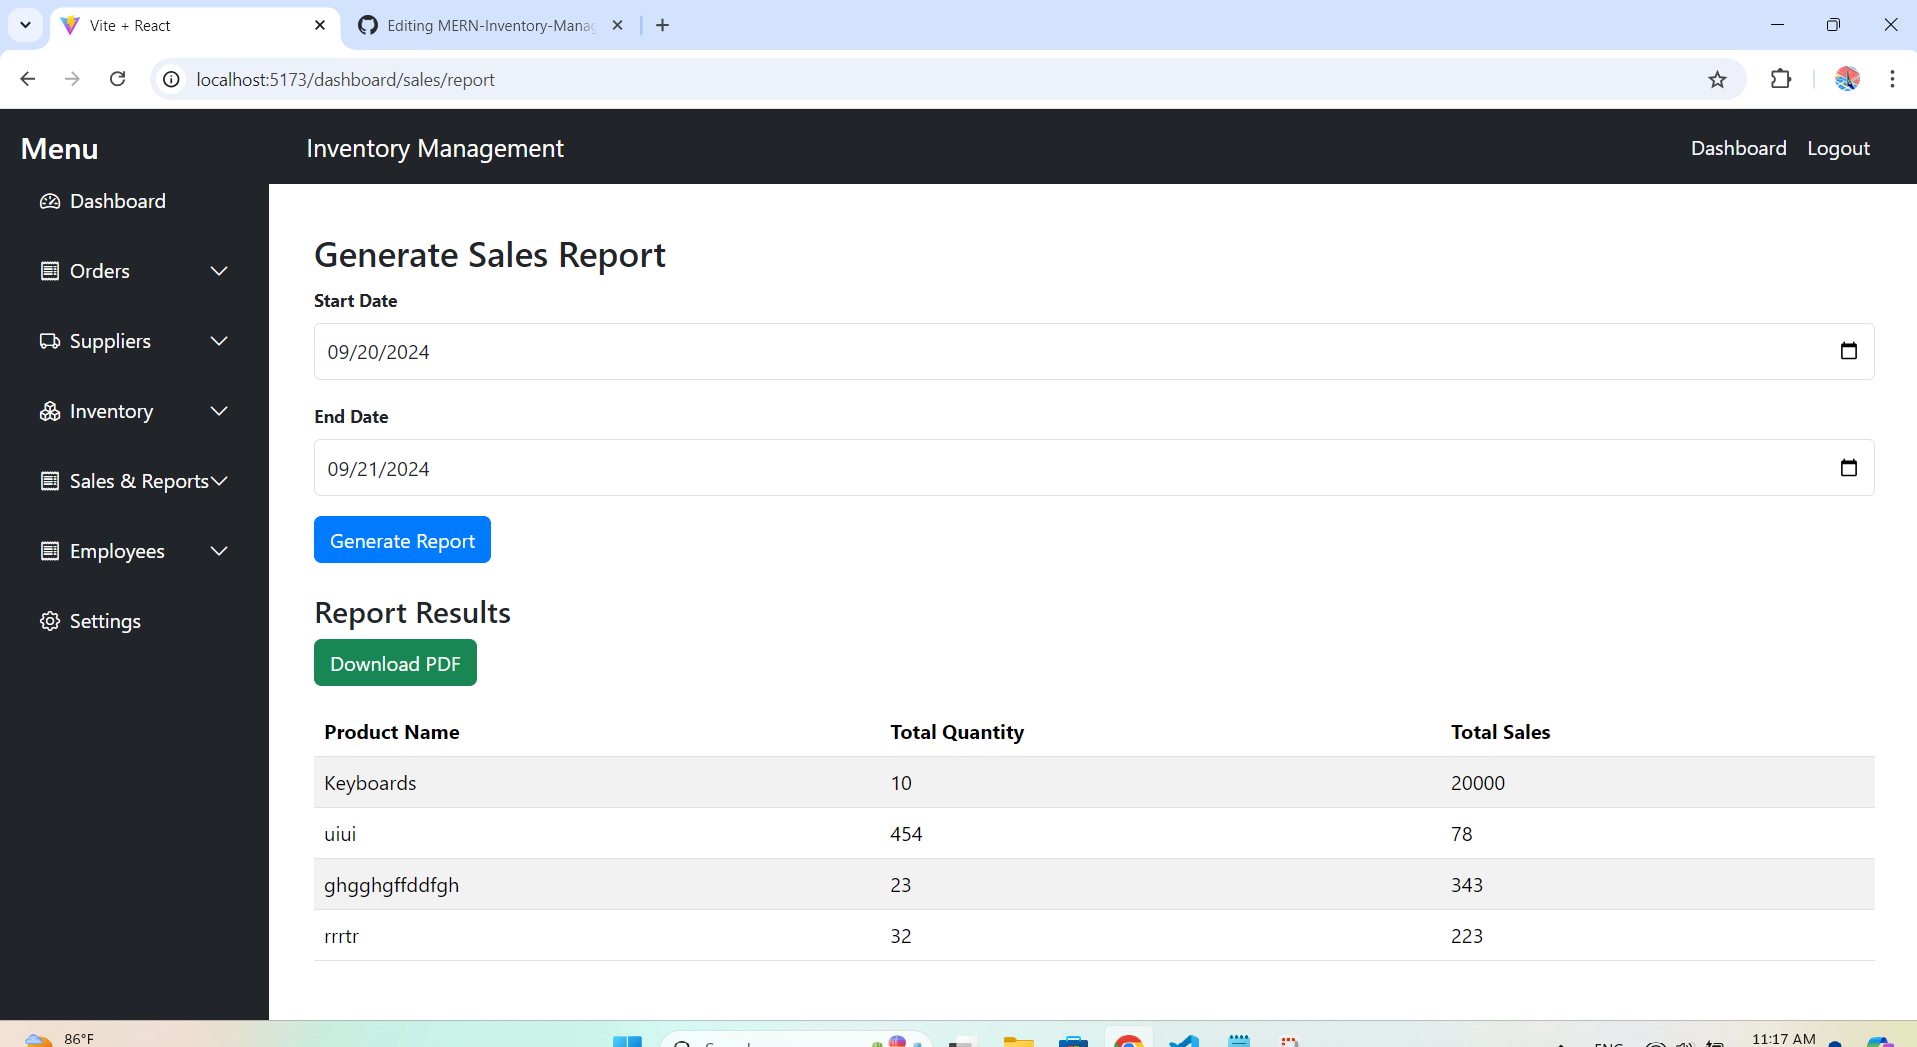 Vite + React
Editing MERN-Inventory-Mana
localhost:5173/dashboard/sales/report
Menu
Inventory Management
Dashboard
Logout
Dashboard
Orders
Suppliers
Inventory
Sales & Reports
Employees
Settings
Generate Sales Report
Start Date
09/20/2024
End Date
09/21/2024
Generate Report
Report Results
Download PDF
Product Name Total Quantity Total Sales
Keyboards 10 20000
uiui 454 78
ghgghgffddfgh 23 343
rrrtr 32 223
86°F
ENG
11:17 AM